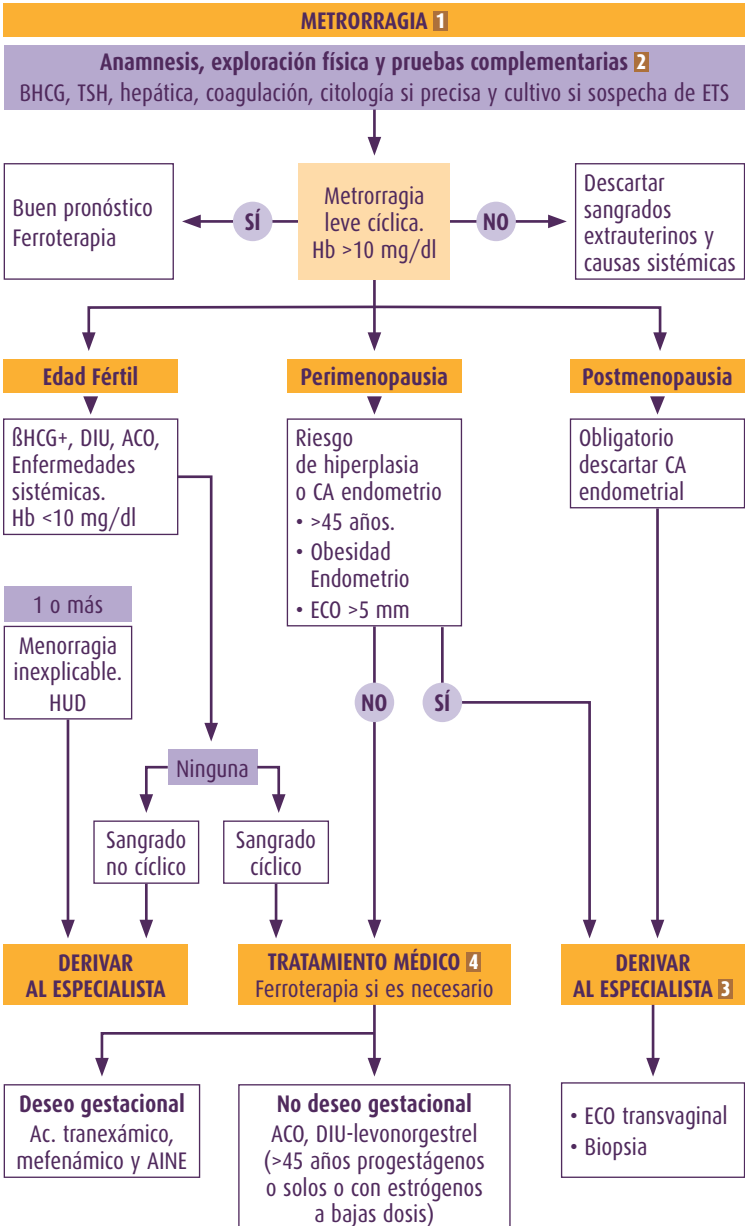 METRORRAGIA 1
Anamnesis, exploración física y pruebas complementarias 2
BHCG, TSH, hepática, coagulación, citología si precisa y cultivo si sospecha de ETS
Buen pronóstico
Ferroterapia
SÍ
Metrorragia
leve cíclica.
Hb >10 mg/dl
NO
Descartar
sangrados
extrauterinos y
causas sistémicas
Edad Fértil
Perimenopausia
Postmenopausia
ßHCG+, DIU, ACO,
Enfermedades
sistémicas.
Hb <10 mg/dl
Riesgo
de hiperplasia
o CA endometrio
• >45 años.
• Obesidad
Endometrio
• ECO >5 mm
Obligatorio
descartar CA
endometrial
1 o más
Menorragia
inexplicable.
HUD
NO
SÍ
Ninguna
Sangrado
no cíclico
Sangrado
cíclico
DERIVAR
AL ESPECIALISTA
TRATAMIENTO MÉDICO 4
Ferroterapia si es necesario
DERIVAR
AL ESPECIALISTA 3
Deseo gestacional
Ac. tranexámico,
mefenámico y AINE
No deseo gestacional
ACO, DIU-levonorgestrel
(>45 años progestágenos
o solos o con estrógenos
a bajas dosis)
• ECO transvaginal
• Biopsia